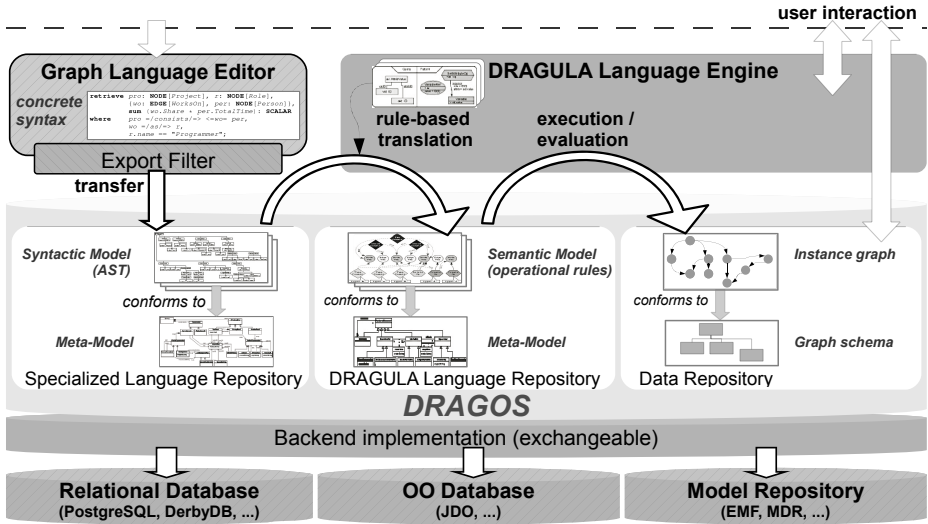 user interaction
Graph Language Editor
concrete
syntax
retrieve pro: NODE[Project], r: NODE[Role],
[wo: EDGE[WorksOn], per: NODE[Person]],
sum (wo.Share * per.TotalTime): SCALAR
where pro =/consists/=> <=wo= per,
wo =/as/=> r,
r.name == "Programmer";
Export Filter
transfer
DRAGULA Language Engine
rule-based
translation
execution /
evaluation
Syntactic Model
(AST)
conforms to
Meta-Model
Specialized Language Repository
Semantic Model
(operational rules)
conforms to
Meta-Model
DRAGULA Language Repository
Instance graph
conforms to
Graph schema
Data Repository
DRAGOS
Backend implementation (exchangeable)
Relational Database
(PostgreSQL, DerbyDB, ...)
OO Database
(JDO, ...)
Model Repository
(EMF, MDR, ...)